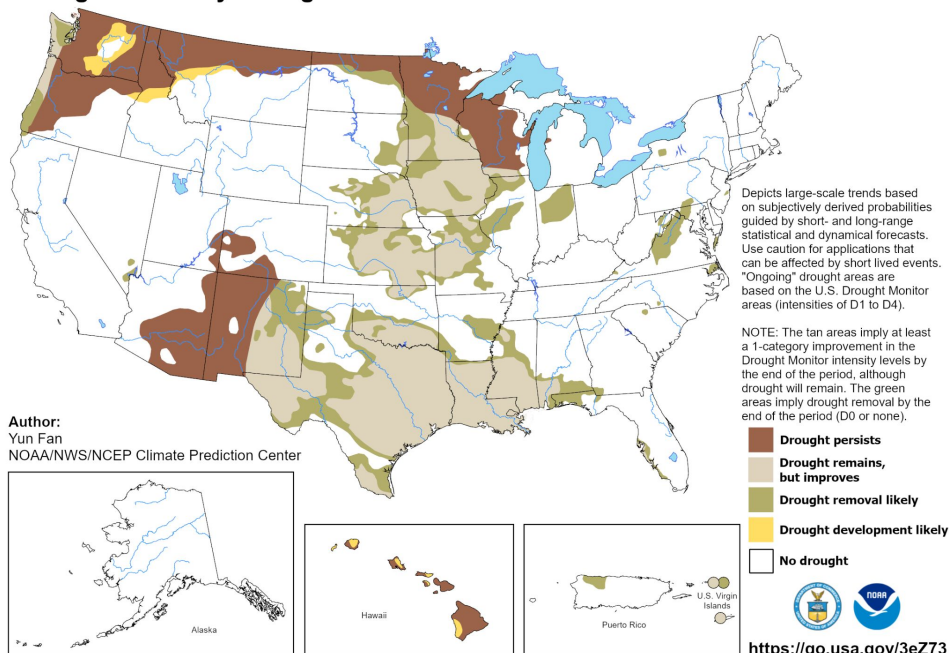 Depicts large-scale trends based
on subjectively derived probabilities
guided by short- and long-range
statistical and dynamical forecasts.
Use caution for applications that
can be affected by short lived events.
"Ongoing" drought areas are
based on the U.S. Drought Monitor
areas (intensities of D1 to D4).
NOTE: The tan areas imply at least
a 1-category improvement in the
Drought Monitor intensity levels by
the end of the period, although
drought will remain. The green
areas imply drought removal by the
end of the period (D0 or none).
Author:
Yun Fan
NOAA/NWS/NCEP Climate Prediction Center
Drought persists
Drought remains,
but improves
Drought removal likely
Drought development likely
No drought
Alaska
Hawaii
Puerto Rico
U.S. Virgin
Islands
NOAA
https://go.usa.gov/3eZ73